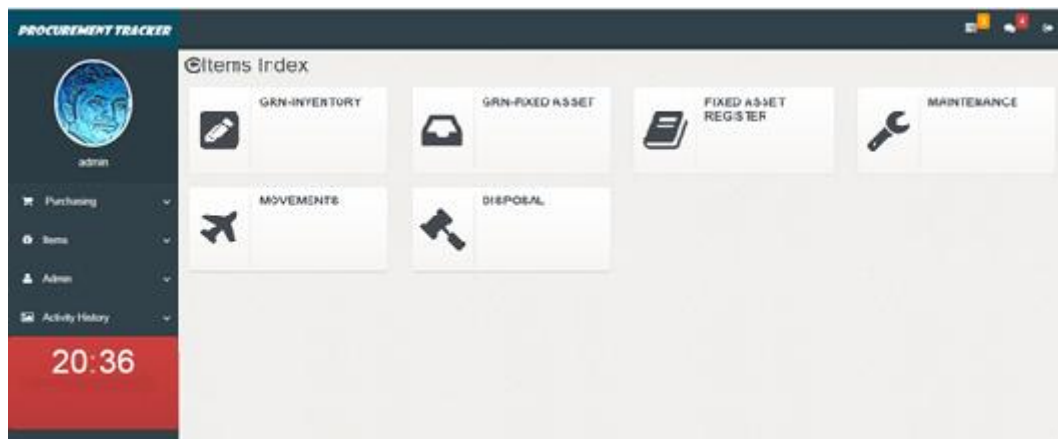 PROCUREMENT TRACKER
Items Index
GRN-INVENTORY
GRN-FIXED ASSET
FIXED ASSET
REGISTER
MAINTENANCE
admin
MOVEMENTS
DISPOSAL
Purchasing
Items
Admin
Activity History
20:36